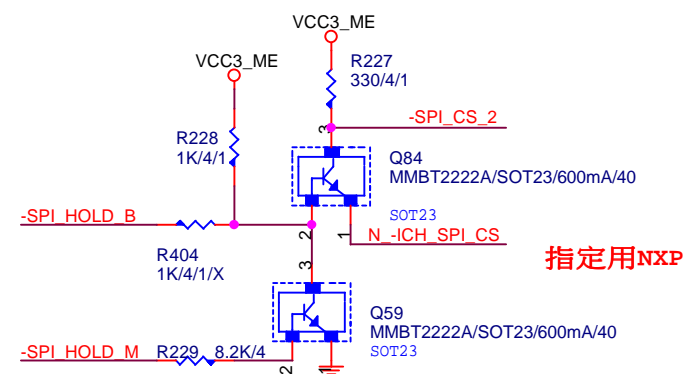 VCC3_ME
VCC3_ME
R227
330/4/1
-SPI_CS_2
3
R228
1K/4/1
Q84
MMBT2222A/SOT23/600mA/40
SOT23
-SPI_HOLD_B
2
1
N_-ICH_SPI_CS
R404
1K/4/1/X
指定用NXP
3
Q59
MMBT2222A/SOT23/600mA/40
SOT23
-SPI_HOLD_M
R229
8.2K/4
2
1